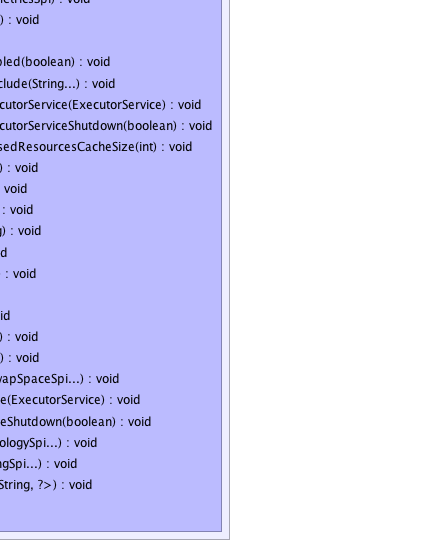 etricsSpi) : void
) : void
bled(boolean) : void
clude(String...) : void
cutorService(ExecutorService) : void
cutorServiceShutdown(boolean) : void
sedResourcesCacheSize(int) : void
) : void
void
: void
g) : void
d
: void
id
) : void
) : void
vapSpaceSpi...) : void
e(ExecutorService) : void
eShutdown(boolean) : void
ologySpi...) : void
ngSpi...) : void
String, ?>) : void